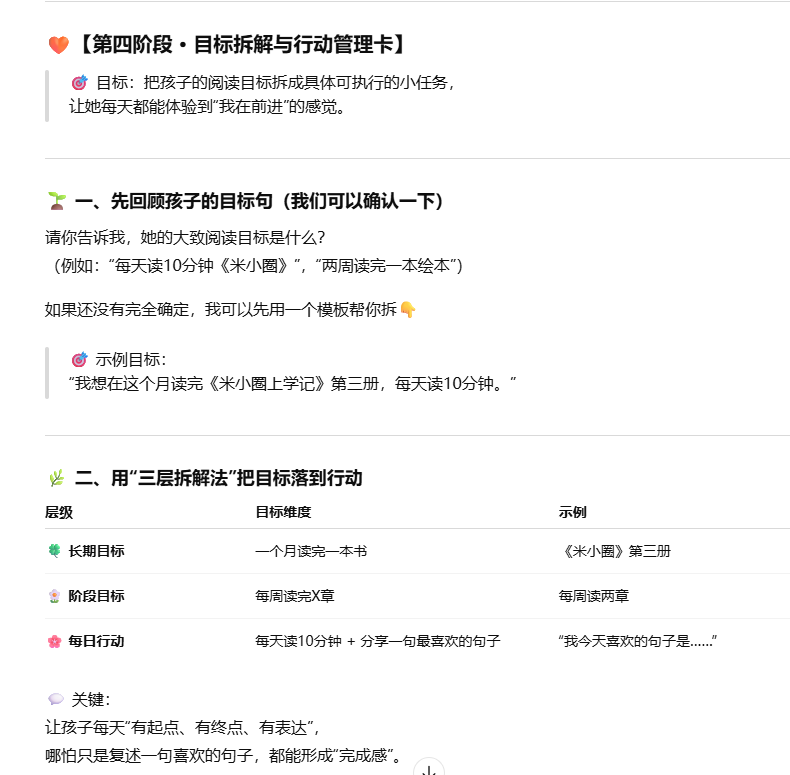 ❤️【第四阶段 · 目标拆解与行动管理卡】
🎯 目标：把孩子的阅读目标拆成具体可执行的小任务，
让她每天都能体验到“我在前进”的感觉。
🌱 一、先回顾孩子的目标句（我们可以确认一下）
请你告诉我，她的大致阅读目标是什么？
（例如：“每天读10分钟《米小圈》”，“两周读完一本绘本”）
如果还没有完全确定，我可以先用一个模板帮你拆👇
🎯 示例目标：
“我想在这个月读完《米小圈上学记》第三册，每天读10分钟。”
🌿 二、用“三层拆解法”把目标落到行动
层级 目标维度 示例
🍀 长期目标 一个月读完一本书 《米小圈》第三册
🌼 阶段目标 每周读完X章 每周读两章
🌸 每日行动 每天读10分钟 + 分享一句最喜欢的句子 “我今天喜欢的句子是……”
💬 关键：
让孩子每天“有起点、有终点、有表达”，
哪怕只是复述一句喜欢的句子，都能形成“完成感”。